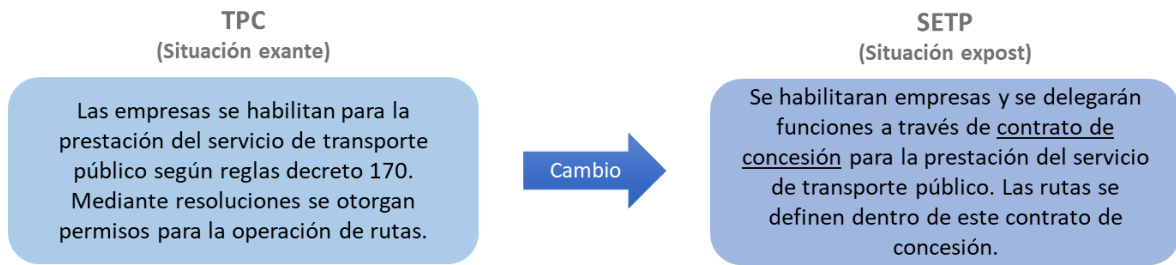 TPC
(Situación exante)
Las empresas se habilitan para la
prestación del servicio de transporte
público según reglas decreto 170.
Mediante resoluciones se otorgan
permisos para la operación de rutas.
Cambio
SETP
(Situación expost)
Se habilitaran empresas y se delegarán
funciones a través de contrato de
concesión para la prestación del servicio
de transporte público. Las rutas se
definen dentro de este contrato de
concesión.